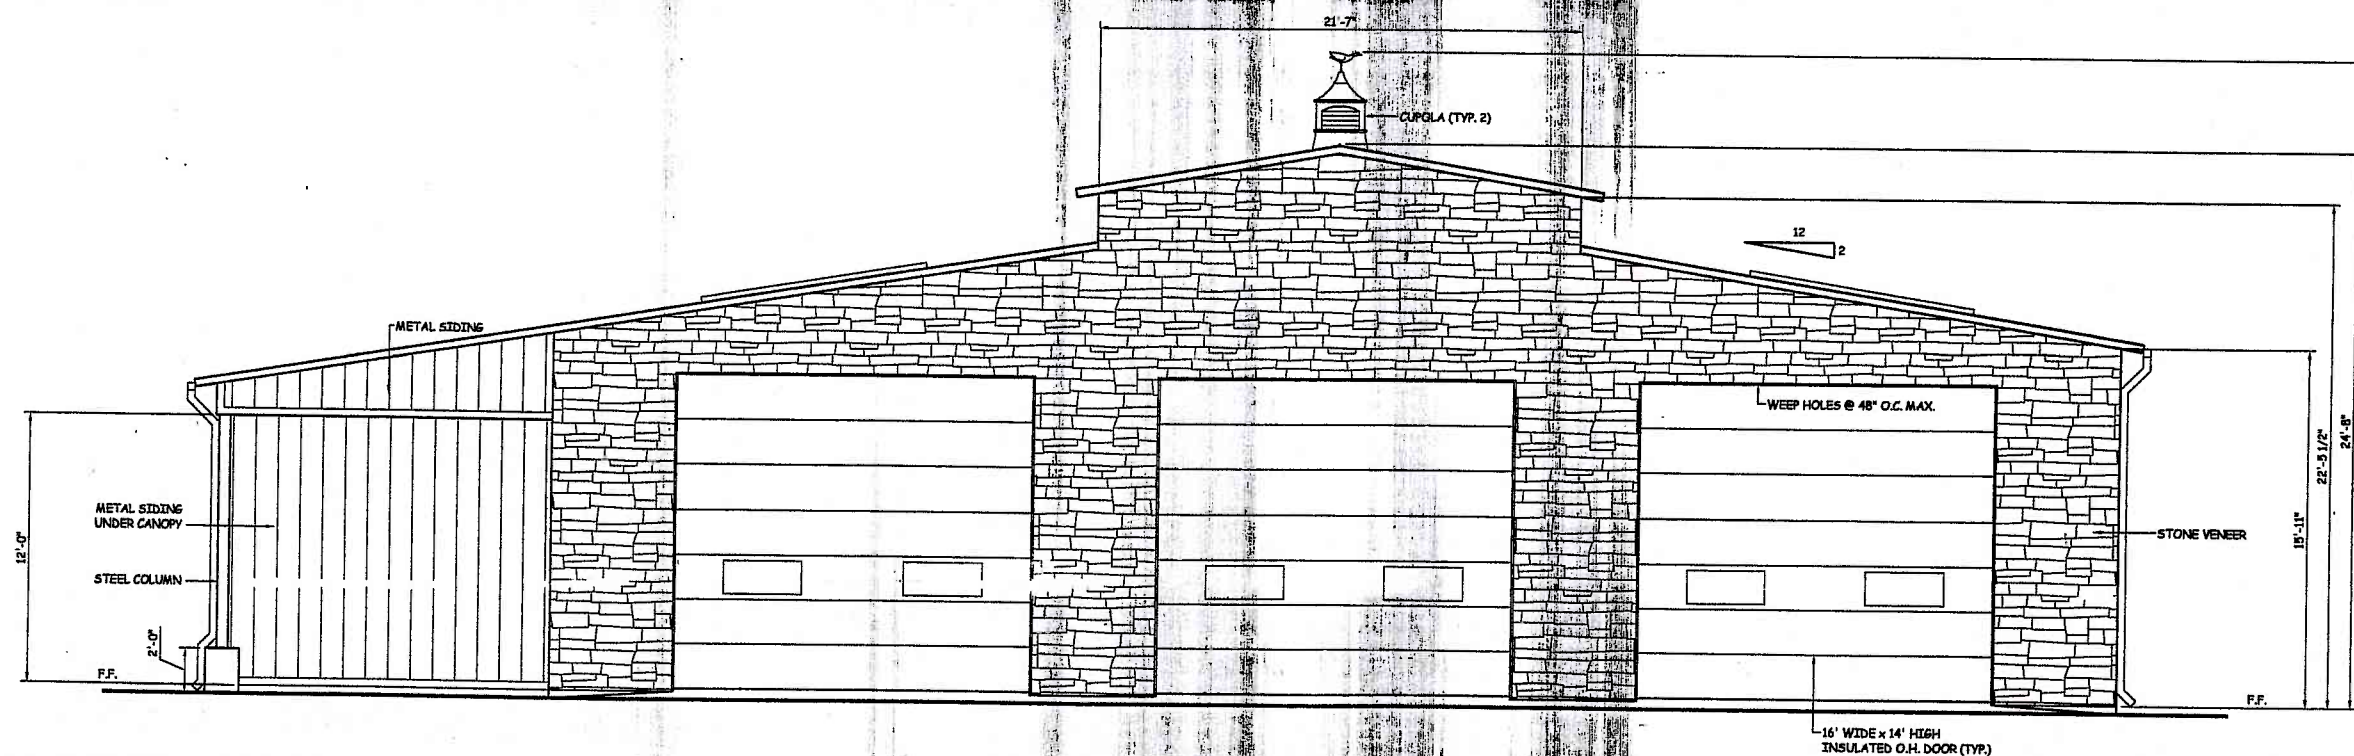 21'-7"
CUPOLA (TYP. 2)
12
2
METAL SIDING
WEEP HOLES @ 48" O.C. MAX.
12'-0"
METAL SIDING
UNDER CANOPY
STEEL COLUMN
2'-0"
F.F.
STONE VENEER
15'-11"
22'-5 1/2"
24'-8"
F.F.
16' WIDE x 14' HIGH
INSULATED O.H. DOOR (TYP.)